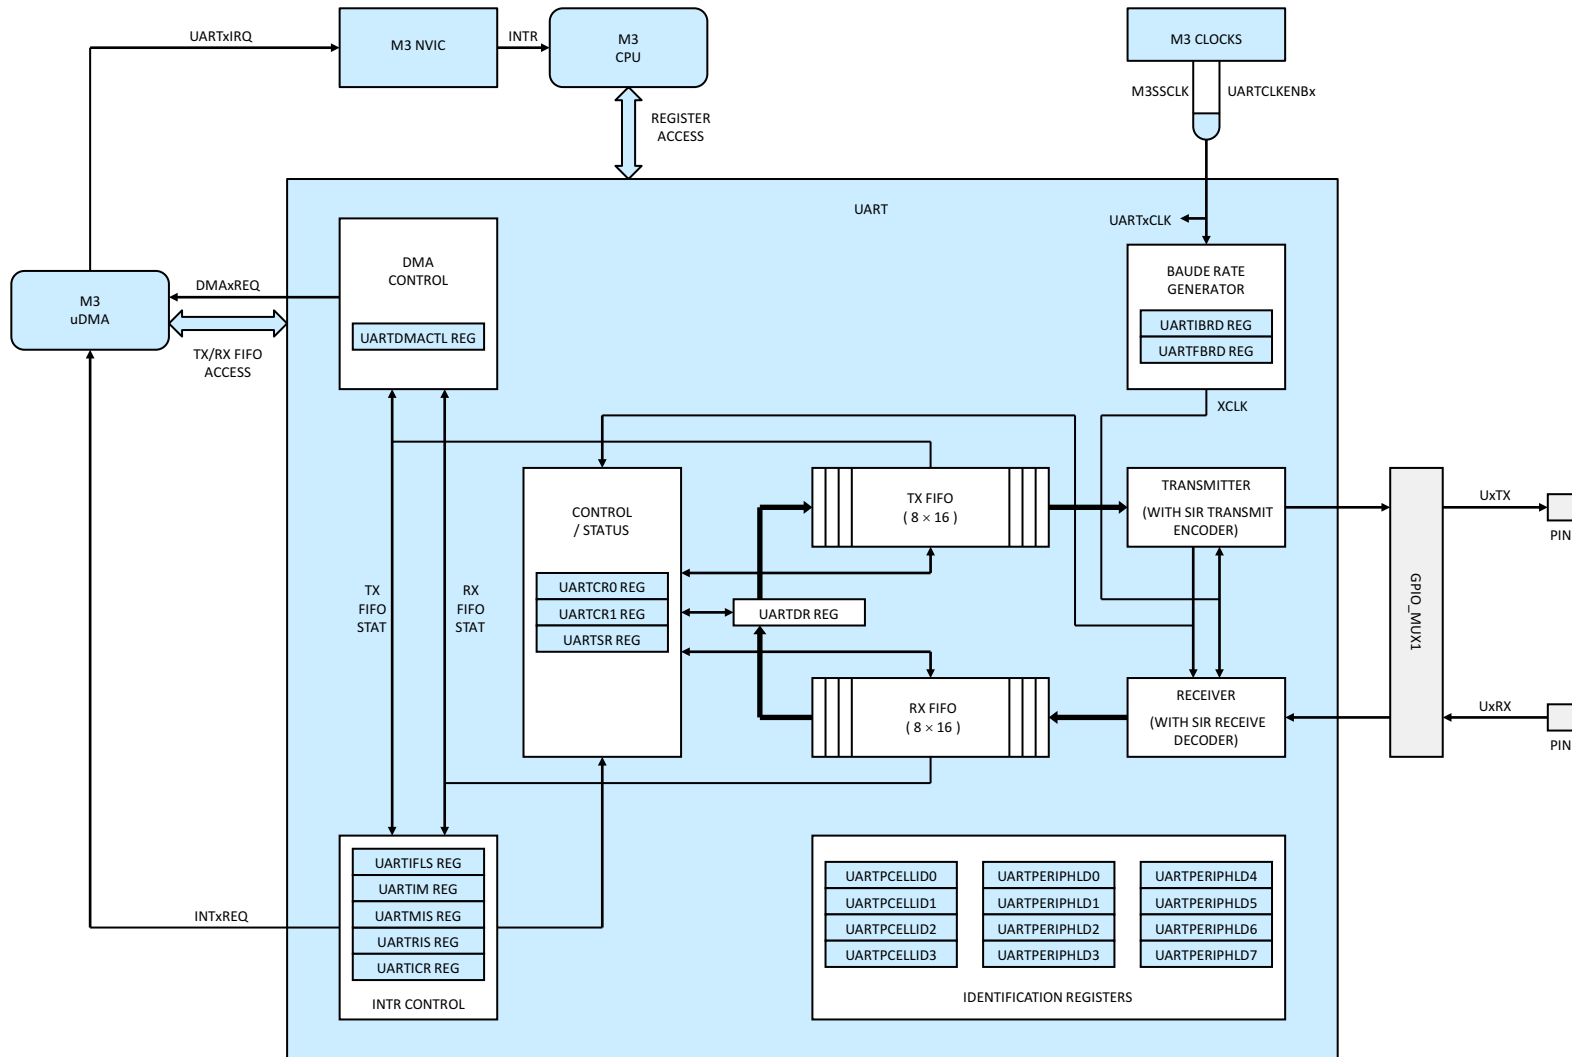 UARTxIRQ
M3 NVIC
INTR
M3
CPU
M3 CLOCKS
M3SSCLK
UARTCLKENBx
REGISTER
ACCESS
UART
UARTxCLK
DMA
CONTROL
UARTDMACTL REG
BAUDE RATE
GENERATOR
UARTIBRD REG
UARTFBRD REG
XCLK
M3
uDMA
DMAxREQ
TX/RX FIFO
ACCESS
CONTROL
/ STATUS
UARTCR0 REG
UARTCR1 REG
UARTSR REG
TX FIFO
( 8 × 16 )
TRANSMITTER
(WITH SIR TRANSMIT
ENCODER)
UxTX
PIN
GPIO_MUX1
TX
FIFO
STAT
RX
FIFO
STAT
UARTDR REG
RX FIFO
( 8 × 16 )
RECEIVER
(WITH SIR RECEIVE
DECODER)
UxRX
PIN
INTxREQ
UARTIFLS REG
UARTIM REG
UARTMIS REG
UARTRIS REG
UARTICR REG
INTR CONTROL
UARTPCELLID0
UARTPCELLID1
UARTPCELLID2
UARTPCELLID3
UARTPERIPHLD0
UARTPERIPHLD1
UARTPERIPHLD2
UARTPERIPHLD3
UARTPERIPHLD4
UARTPERIPHLD5
UARTPERIPHLD6
UARTPERIPHLD7
IDENTIFICATION REGISTERS